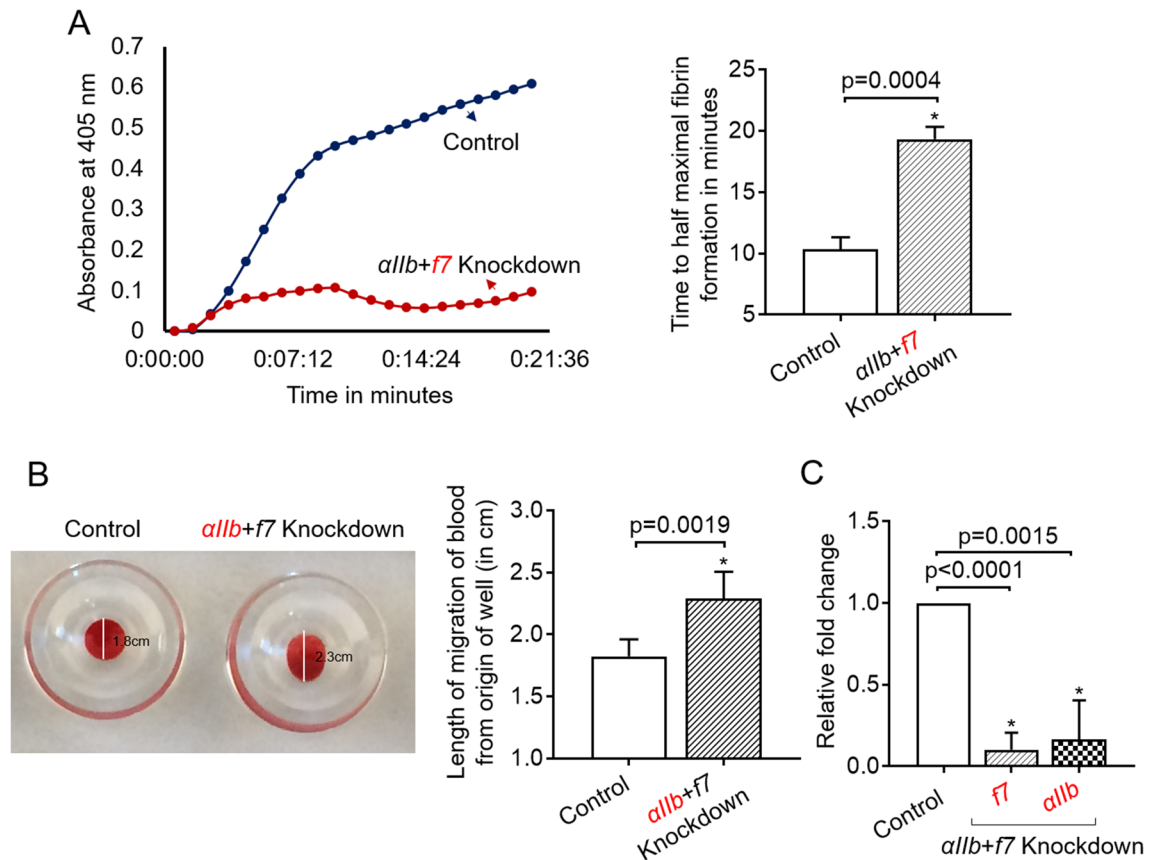 A
0.7
0.6
0.5
0.4
0.3
0.2
0.1
0
Absorbance at 405 nm
Control
αIIb+f7 Knockdown
0:00:00 0:07:12 0:14:24 0:21:36
Time in minutes
25
20
15
10
5
Time to half maximal fibrin
formation in minutes
p=0.0004
*
Control
αIIb+f7
Knockdown
B
Control αIIb+f7 Knockdown
1.8cm
2.3cm
3.0
2.5
2.0
1.5
1.0
Length of migration of blood
from origin of well (in cm)
p=0.0019
*
Control
αIIb+f7
Knockdown
C
1.5
1.0
0.5
0.0
Relative fold change
p=0.0015
p<0.0001
*
*
Control
f7
αIIb
αIIb+f7 Knockdown